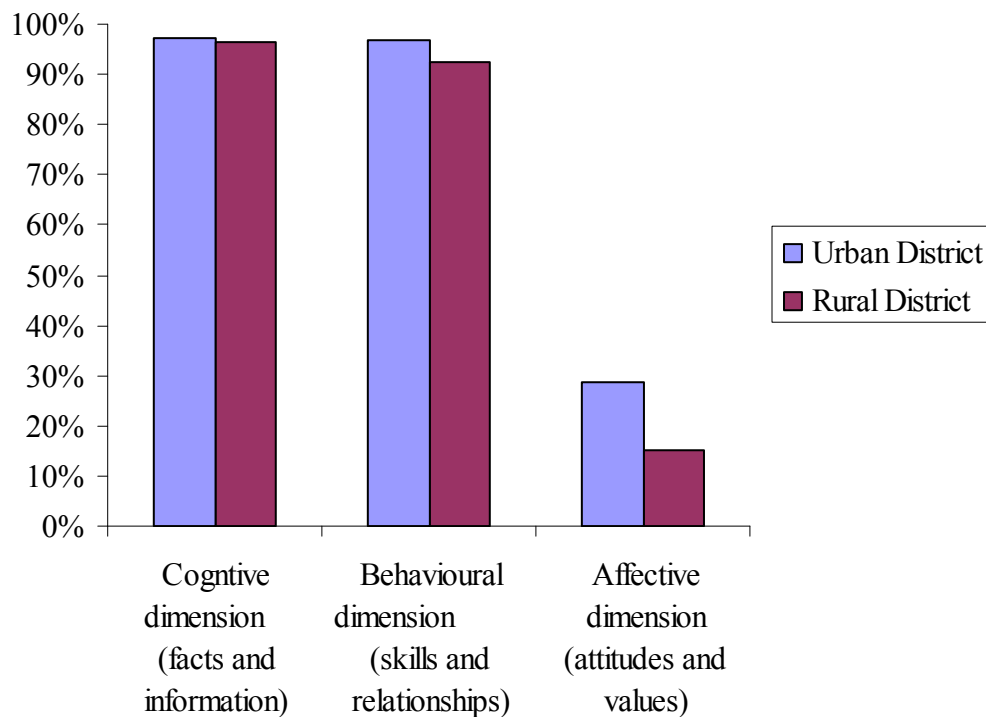 100%
90%
80%
70%
60%
50%
40%
30%
20%
10%
0%
Urban District
Rural District
Cogntive
dimension
(facts and
information)
Behavioural
dimension
(skills and
relationships)
Affective
dimension
(attitudes and
values)